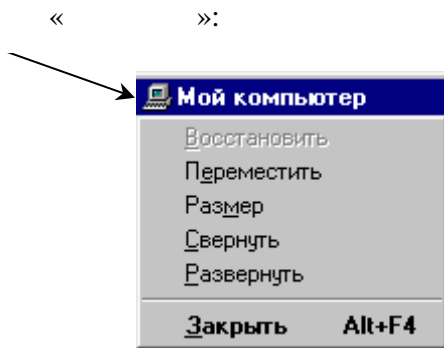 « »:
Мой компьютер
Восстановить
Переместить
Размер
Свернуть
Развернуть
Закрыть Alt+F4